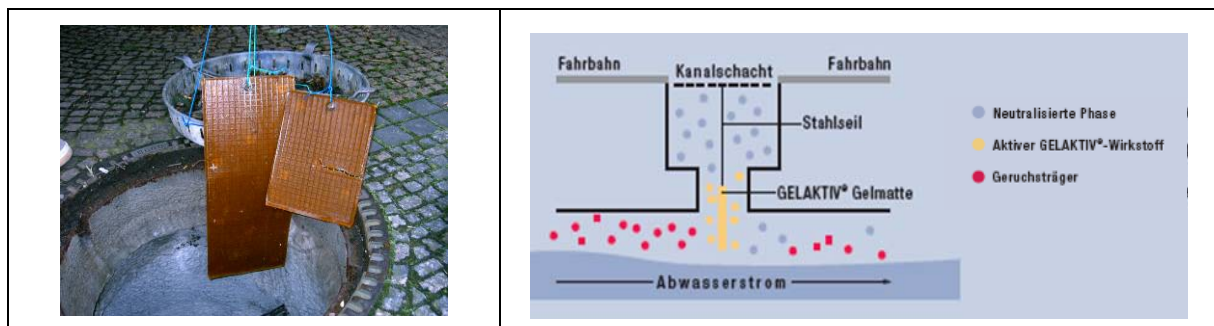 Fahrbahn
Kanalschacht
Fahrbahn
Stahlseil
GELAKTIV® Gelmatte
Abwasserstrom
Neutralisierte Phase
Aktiver GELAKTIV®-Wirkstoff
Geruchsträger